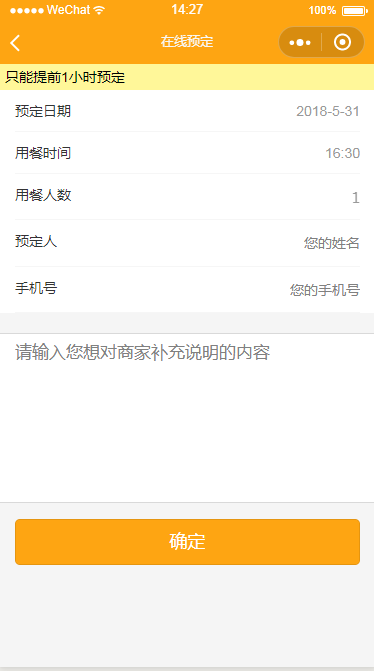 WeChat 14:27 100%
在线预定
只能提前1小时预定
预定日期 2018-5-31
用餐时间 16:30
用餐人数 1
预定人 您的姓名
手机号 您的手机号
请输入您想对商家补充说明的内容
确定